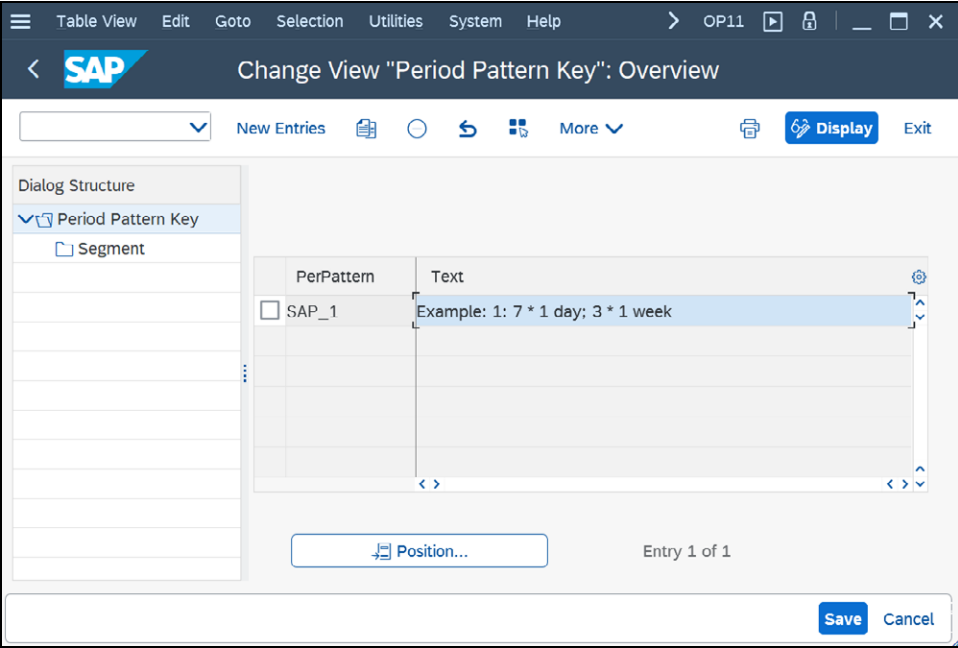 Table View Edit Goto Selection Utilities System Help OP11
SAP Change View "Period Pattern Key": Overview
New Entries More Display Exit
Dialog Structure
Period Pattern Key
Segment
PerPattern Text
SAP_1 Example: 1: 7 * 1 day; 3 * 1 week
Position... Entry 1 of 1
Save Cancel